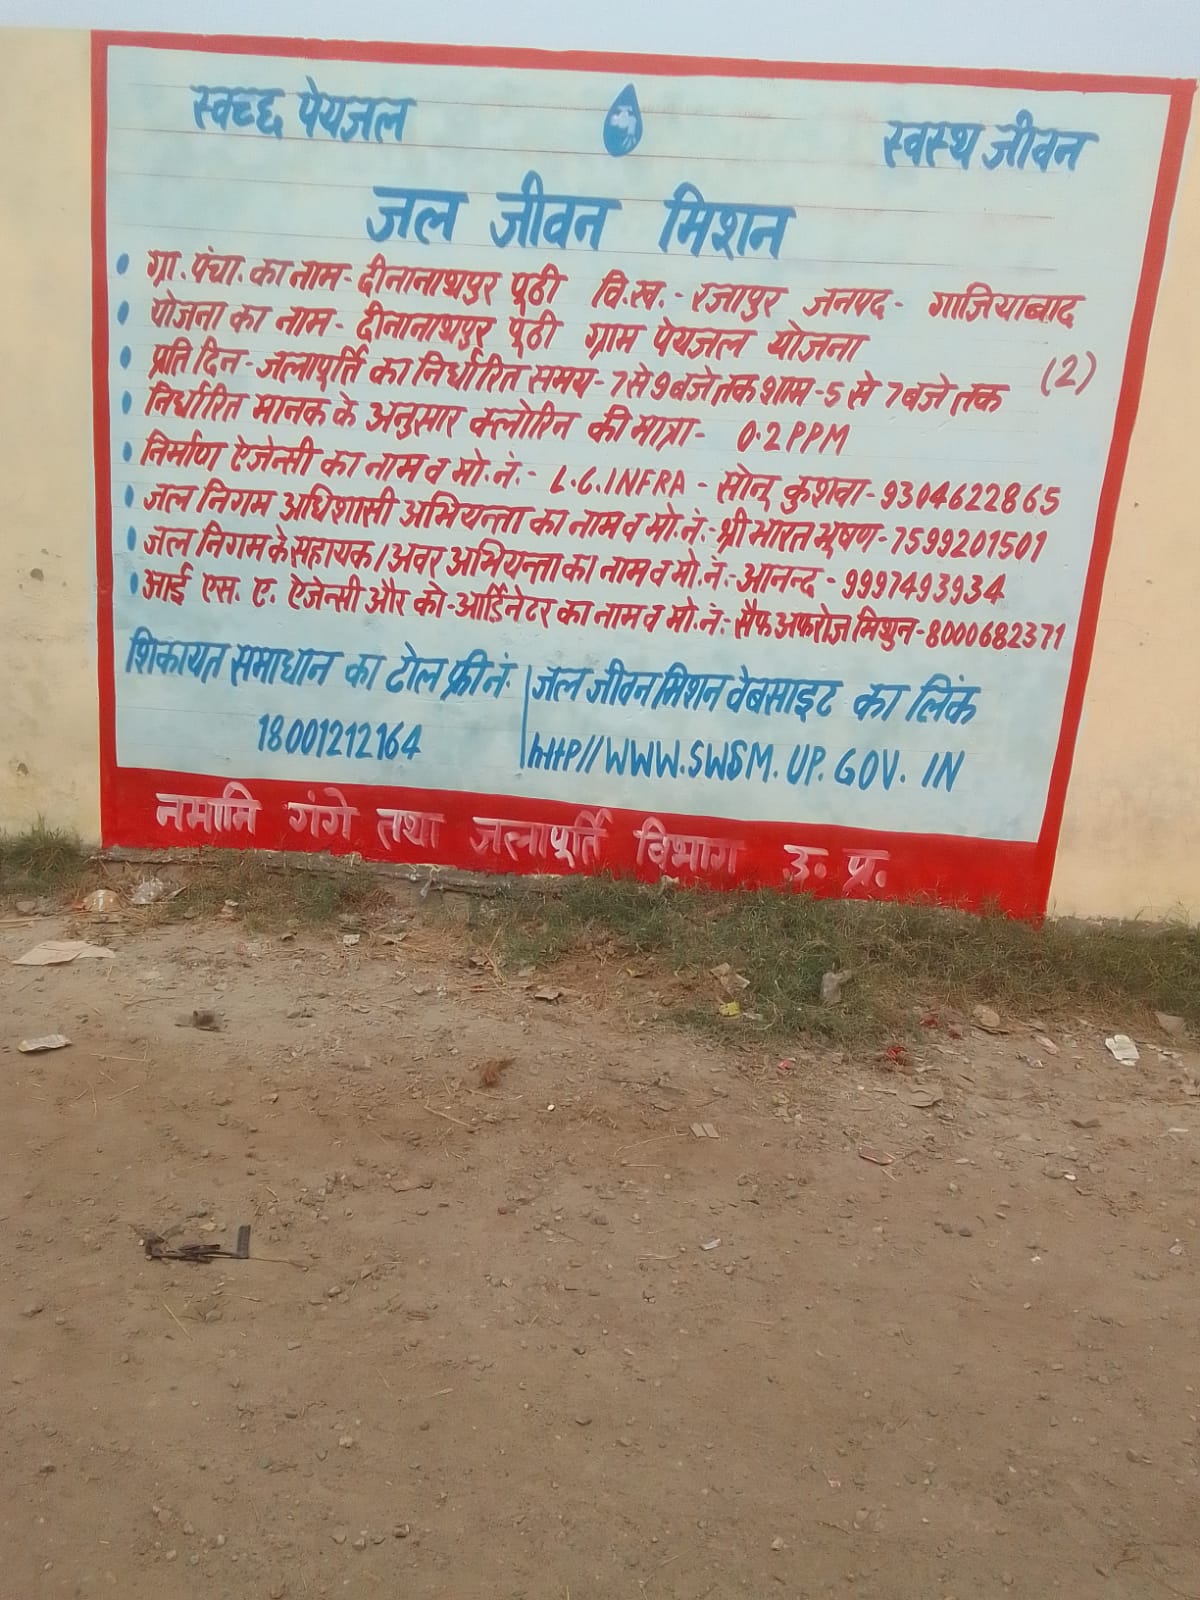 स्वच्छ पेयजल
स्वस्थ जीवन
जल जीवन मिशन
• ग्रा. पंचा. का नाम- दीनानाथपुर पूठी वि.ख.- रजापुर जनपद- गाजियाबाद
• योजना का नाम- दीनानाथपुर पूठी ग्राम पेयजल योजना
(2)
• प्रति दिन- जलापूर्ति का निर्धारित समय- 7 से 9 बजे तक शाम-5 से 7 बजे तक
• निर्धारित मानक के अनुसार क्लोरिन की मात्रा- 0.2 PPM
• निर्माण ऐजेन्सी का नाम व मो. नं.- L.C. INFRA - सोनू कुशवा- 9304622865
• जल निगम अधिशासी अभियन्ता का नाम व मो. नं.- श्री भारत भूषण- 7599201501
• जल निगम के सहायक/अवर अभियन्ता का नाम व मो. नं.- आनन्द- 9997493934
• आई एस. ए. ऐजेन्सी और को-आर्डिनेटर का नाम व मो. नं.- सैफ अफरोज मिथुन- 8000682371
शिकायत समाधान का टोल फ्री नं.
18001212164
जल जीवन मिशन वेबसाइट का लिंक
http//WWW.SWSM.UP.GOV.IN
नमामि गंगे तथा जलापूर्ति विभाग उ. प्र.